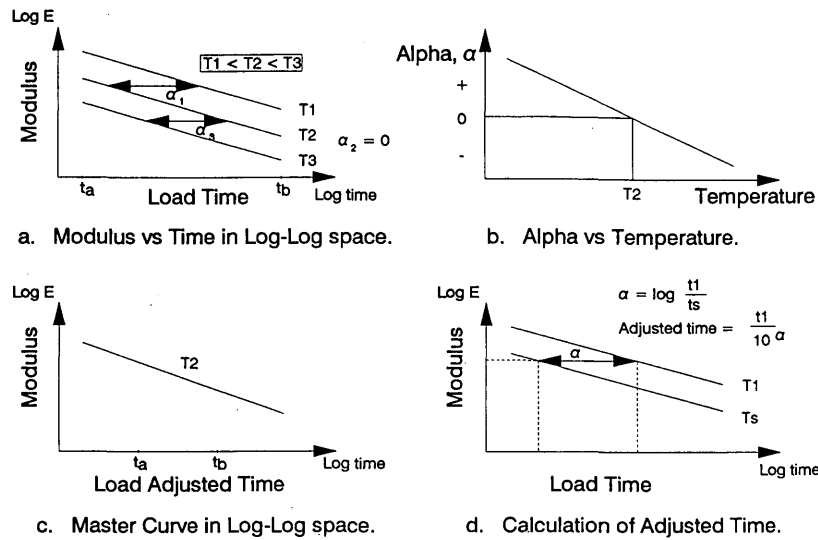 Log E
Modulus
T1 < T2 < T3
α1
α3
T1
T2
T3
α2 = 0
ta
tb
Log time
Load Time
a. Modulus vs Time in Log-Log space.
Alpha, α
+
0
-
T2
Temperature
b. Alpha vs Temperature.
Log E
Modulus
T2
ta
tb
Log time
Load Adjusted Time
c. Master Curve in Log-Log space.
Log E
Modulus
α = log t1/ts
Adjusted time = t1/10α
α
T1
Ts
Log time
Load Time
d. Calculation of Adjusted Time.